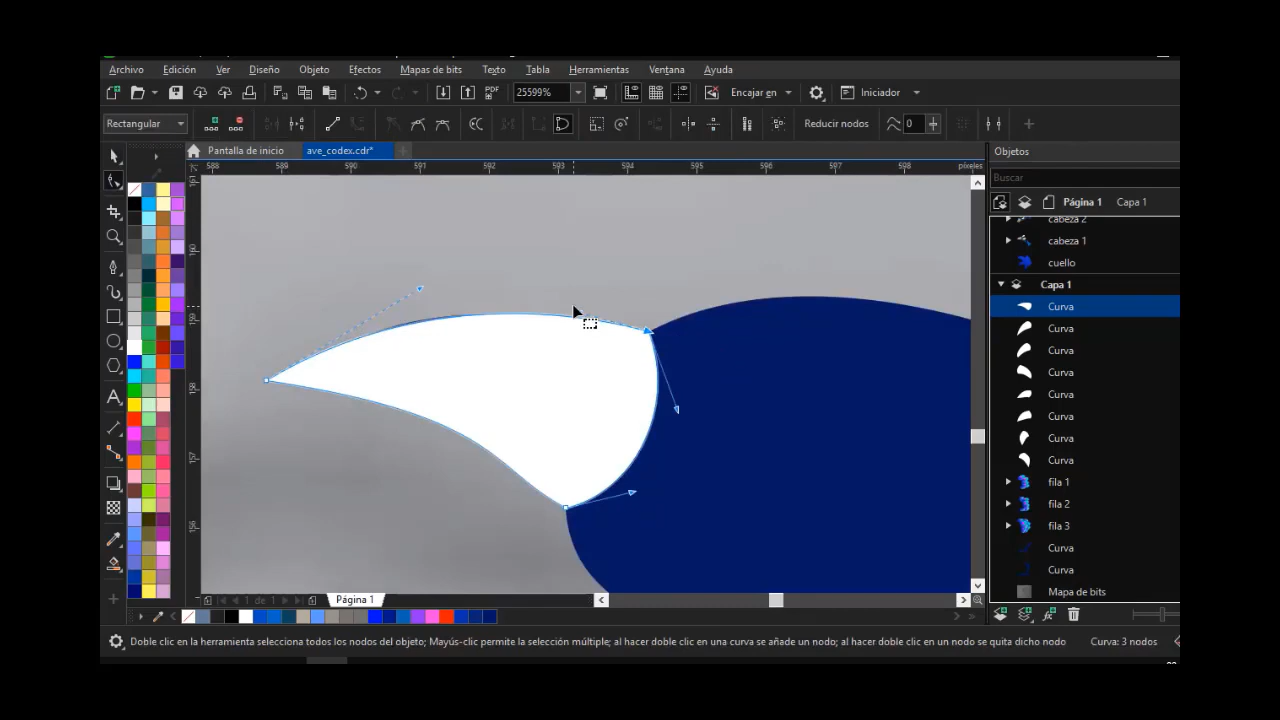 Archivo Edición Ver Diseño Objeto Efectos Mapas de bits Texto Tabla Herramientas Ventana Ayuda
PDF 25599% Encajar en Iniciador
Rectangular Reducir nodos 0
Pantalla de inicio ave_codex.cdr* Objetos
588 589 590 591 592 593 594 595 596 597 598 píxeles
Buscar
Página 1 Capa 1
cabeza 2
cabeza 1
cuello
Capa 1
Curva
Curva
Curva
Curva
Curva
Curva
Curva
Curva
fila 1
fila 2
fila 3
Curva
Curva
Mapa de bits
1 de 1 Página 1
Doble clic en la herramienta selecciona todos los nodos del objeto; Mayús-clic permite la selección múltiple; al hacer doble clic en una curva se añade un nodo; al hacer doble clic en un nodo se quita dicho nodo Curva: 3 nodos